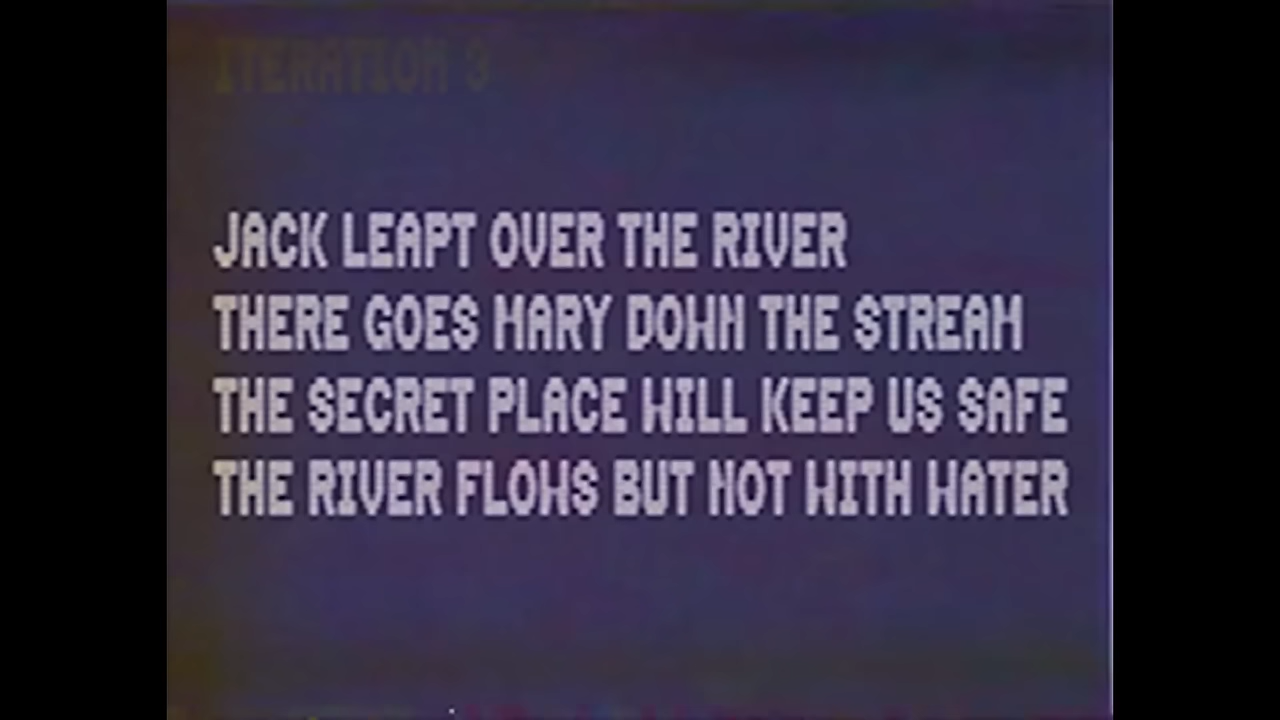 ITERATION 3
JACK LEAPT OVER THE RIVER
THERE GOES MARY DOWN THE STREAM
THE SECRET PLACE WILL KEEP US SAFE
THE RIVER FLOWS BUT NOT WITH WATER